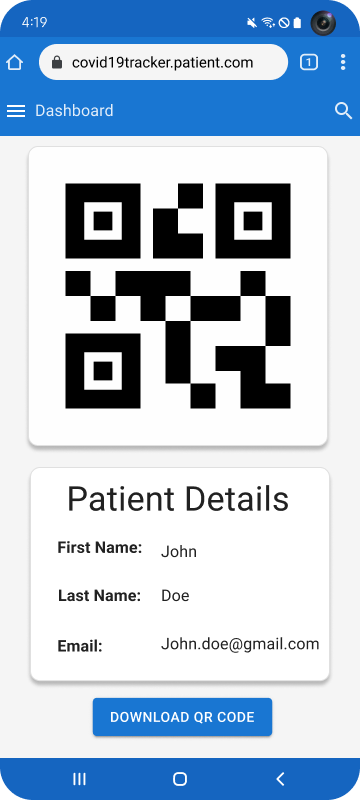 4:19
covid19tracker.patient.com
1
Dashboard
Patient Details
First Name: John
Last Name: Doe
Email: John.doe@gmail.com
DOWNLOAD QR CODE